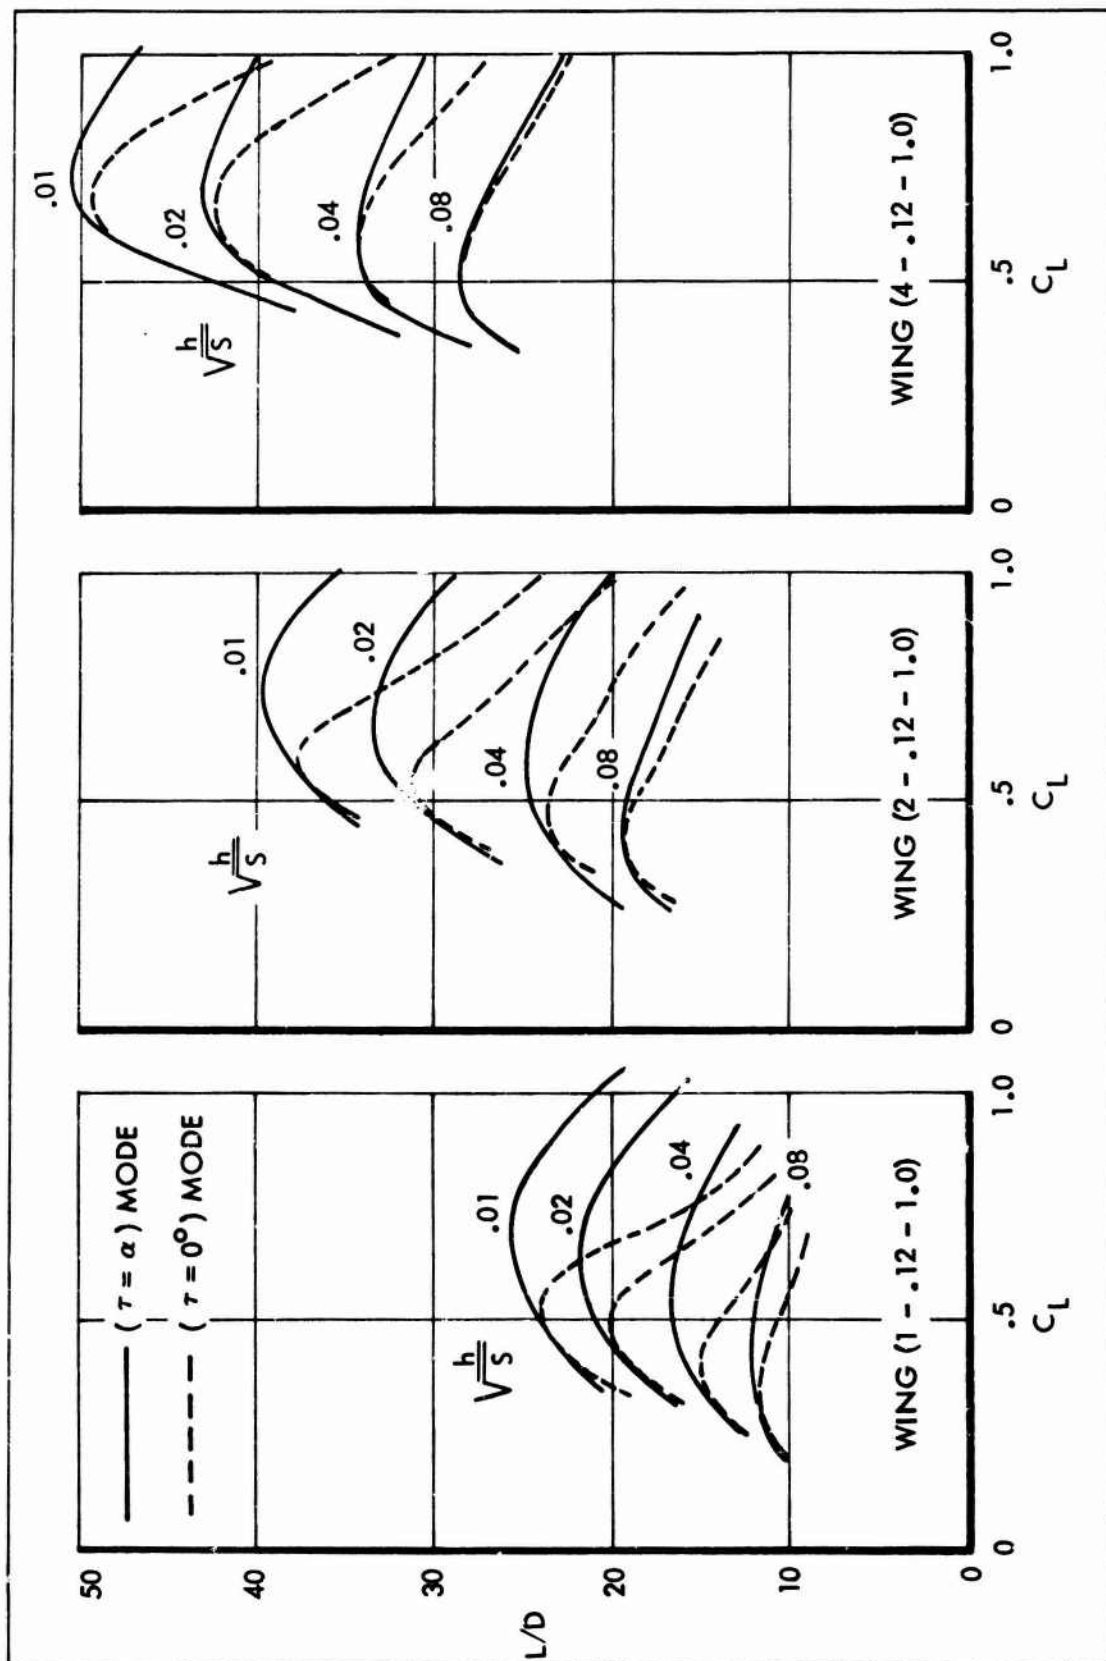 ( τ = α ) MODE
( τ = 0° ) MODE
L/D
50
40
30
20
10
0
h/√S
.01
.02
.04
.08
WING (1 - .12 - 1.0)
0
.5
1.0
C_L
h/√S
.01
.02
.04
.08
WING (2 - .12 - 1.0)
0
.5
1.0
C_L
h/√S
.01
.02
.04
.08
WING (4 - .12 - 1.0)
0
.5
1.0
C_L